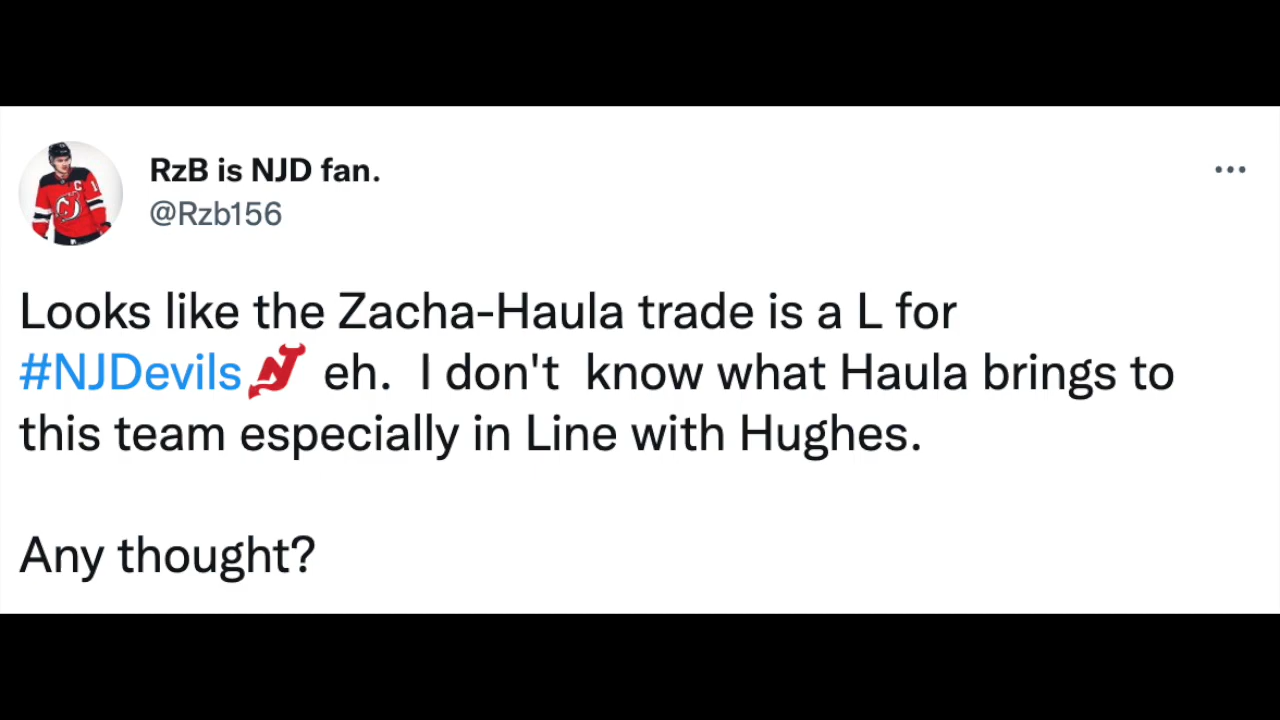 RzB is NJD fan.
@Rzb156
Looks like the Zacha-Haula trade is a L for
#NJDevils eh.  I don't  know what Haula brings to
this team especially in Line with Hughes.
Any thought?